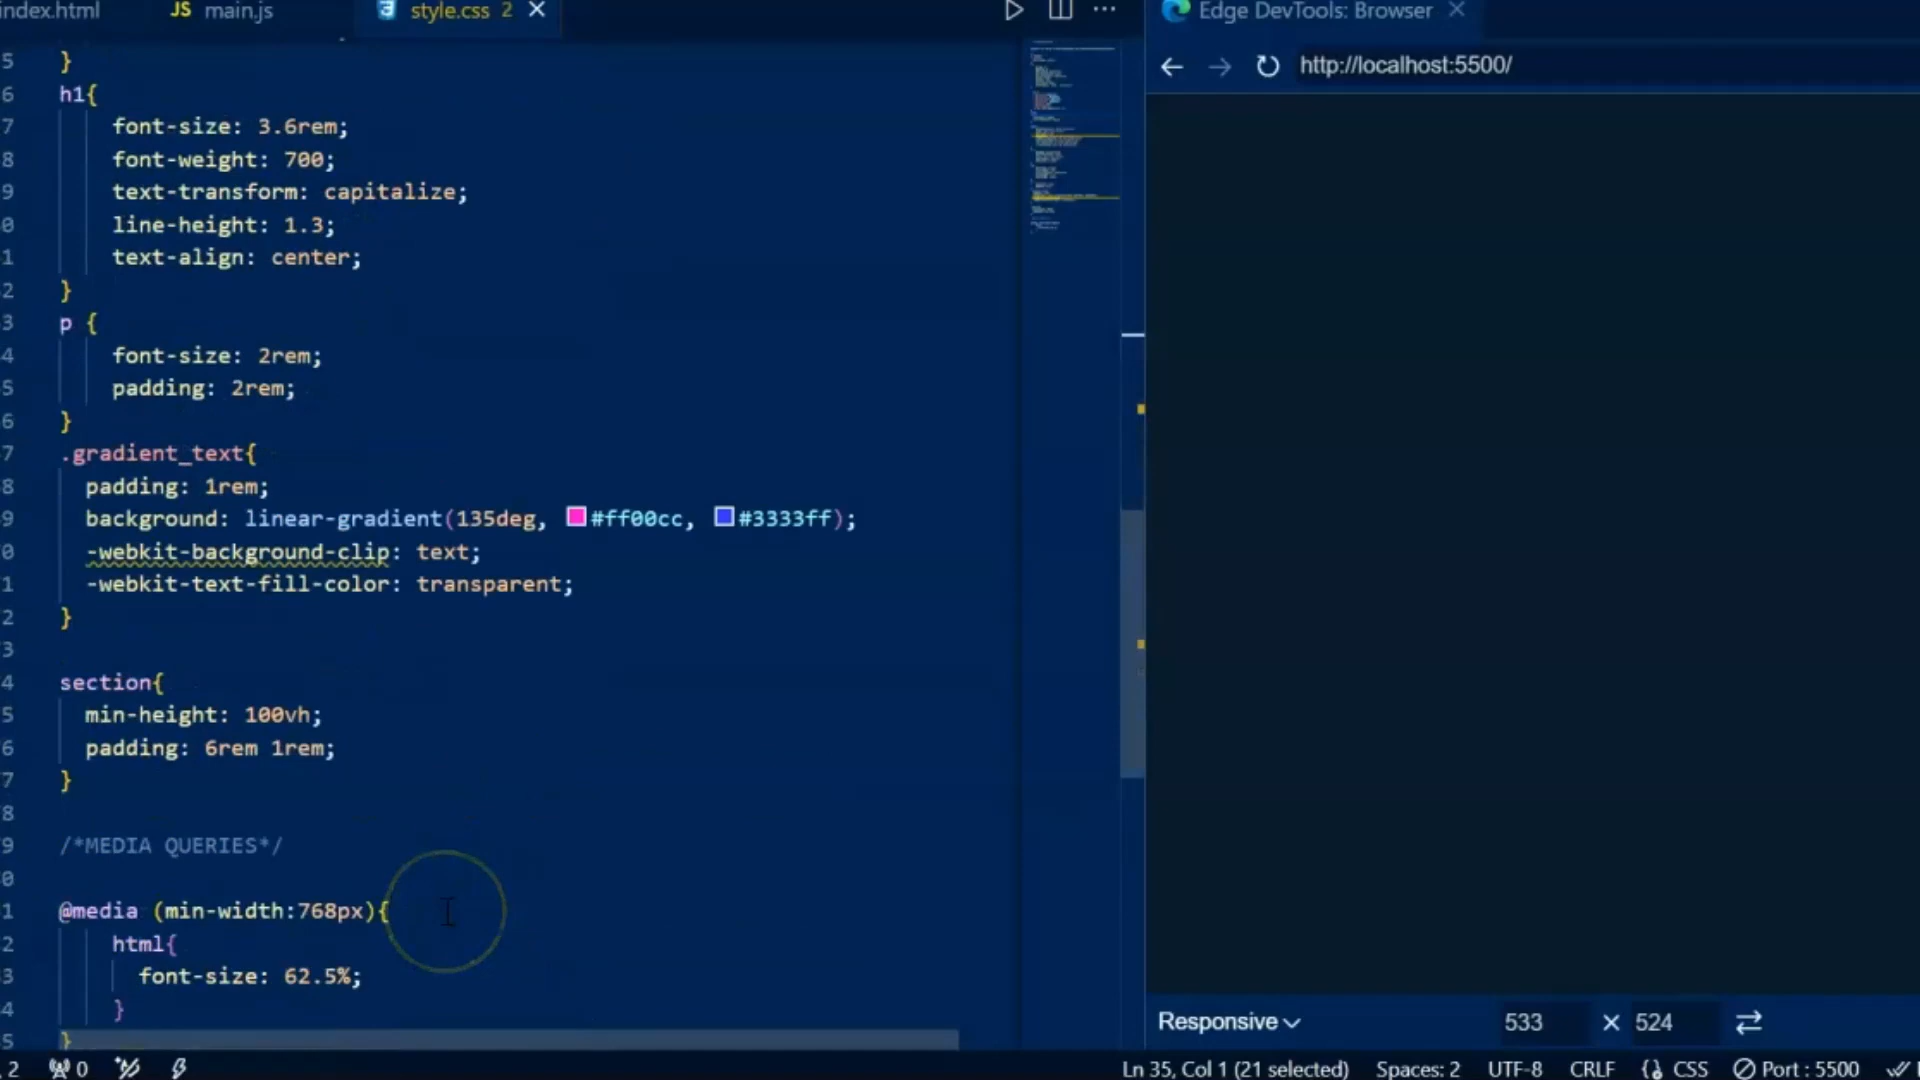 index.html JS main.js style.css 2 Edge DevTools: Browser
http://localhost:5500/
5 }
6 h1{
7 font-size: 3.6rem;
8 font-weight: 700;
9 text-transform: capitalize;
0 line-height: 1.3;
1 text-align: center;
2 }
3 p {
4 font-size: 2rem;
5 padding: 2rem;
6 }
7 .gradient_text{
8 padding: 1rem;
9 background: linear-gradient(135deg, #ff00cc, #3333ff);
0 -webkit-background-clip: text;
1 -webkit-text-fill-color: transparent;
2 }
3
4 section{
5 min-height: 100vh;
6 padding: 6rem 1rem;
7 }
8
9 /*MEDIA QUERIES*/
0
1 @media (min-width:768px){
2 html{
3 font-size: 62.5%;
4 }
5 }
Responsive 533 × 524
2 0 Ln 35, Col 1 (21 selected) Spaces: 2 UTF-8 CRLF {} CSS Port : 5500